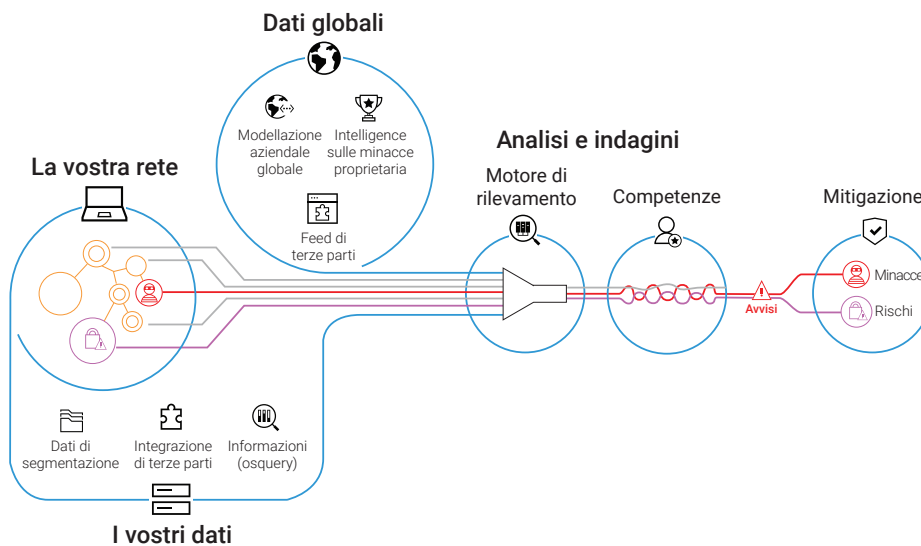 Dati globali
Modellazione
aziendale
globale
Intelligence
sulle minacce
proprietaria
Feed di
terze parti
La vostra rete
Analisi e indagini
Motore di
rilevamento
Competenze
Mitigazione
Avvisi
Minacce
Rischi
Dati di
segmentazione
Integrazione
di terze parti
Informazioni
(osquery)
I vostri dati